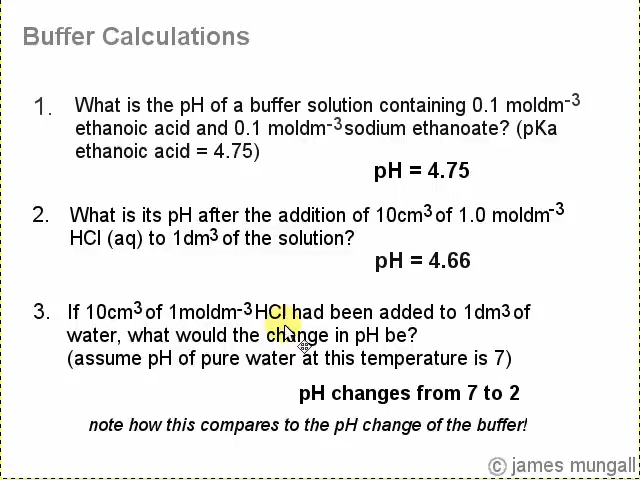 Buffer Calculations
1. What is the pH of a buffer solution containing 0.1 moldm⁻³
ethanoic acid and 0.1 moldm⁻³ sodium ethanoate? (pKa
ethanoic acid = 4.75)
pH = 4.75
2. What is its pH after the addition of 10cm³ of 1.0 moldm⁻³
HCl (aq) to 1dm³ of the solution?
pH = 4.66
3. If 10cm³ of 1moldm⁻³ HCl had been added to 1dm³ of
water, what would the change in pH be?
(assume pH of pure water at this temperature is 7)
pH changes from 7 to 2
note how this compares to the pH change of the buffer!
© james mungall